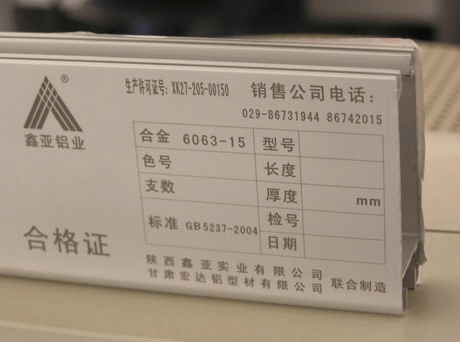 生产许可证号: XK27-205-00150
销售公司电话:
029-86731944 86742015
®
鑫亚铝业
合格证
合金 6063-15 型号
色号 长度
支数 厚度 mm
标准 GB5237-2004 检号
日期
陕西鑫亚实业有限公司
甘肃宏达铝型材有限公司 联合制造